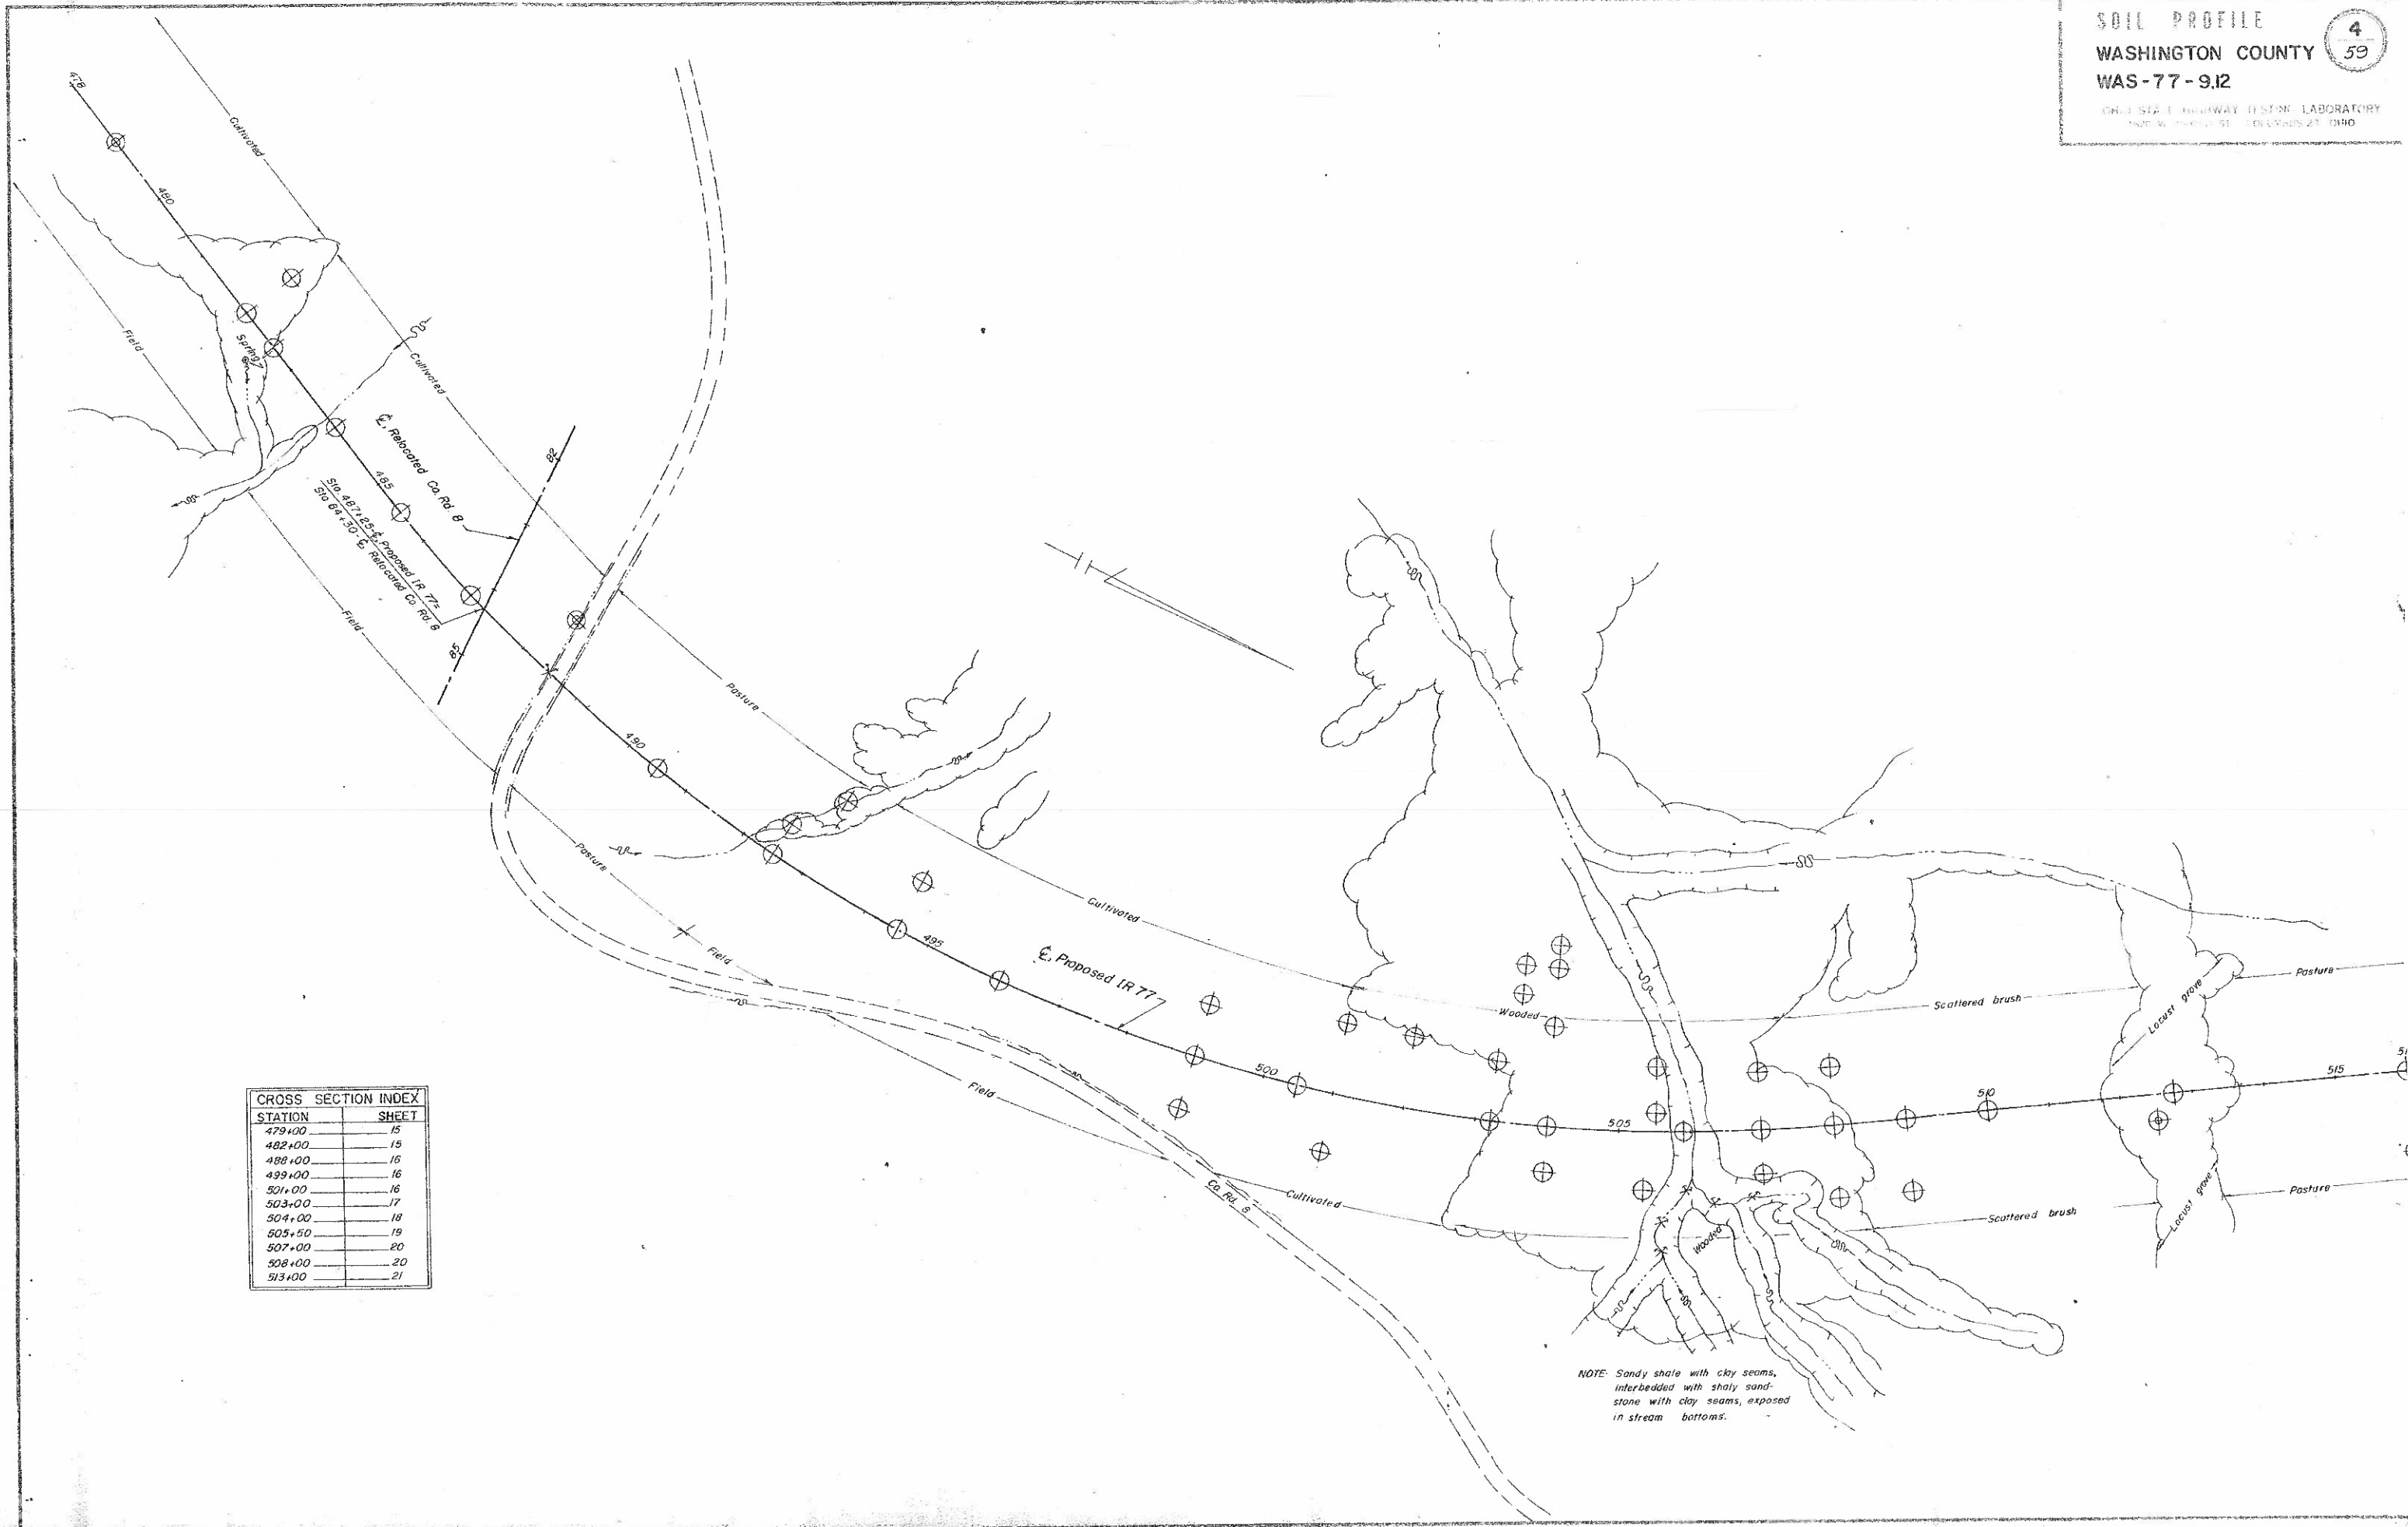 SOIL PROFILE
WASHINGTON COUNTY
WAS-77-9.12
4
59
LABORATORY
OHIO
478
480
Cultivated
Field
Spring
Cultivated
485
℄, Relocated Co. Rd. 8
Sta. 487+25-℄, Proposed IR 77=
Sta 84+30-℄, Relocated Co. Rd. 8
82
85
Field
Pasture
490
Pasture
Field
495
Cultivated
℄, Proposed IR 77
500
Field
Co. Rd. 8
Cultivated
Wooded
505
510
515
Scattered brush
Locust grove
Pasture
Scattered brush
Locust grove
Pasture
Wooded
CROSS SECTION INDEX
STATION SHEET
479+00 15
482+00 15
488+00 16
499+00 16
501+00 16
503+00 17
504+00 18
505+50 19
507+00 20
508+00 20
513+00 21
NOTE: Sandy shale with clay seams,
interbedded with shaly sand-
stone with clay seams, exposed
in stream bottoms.